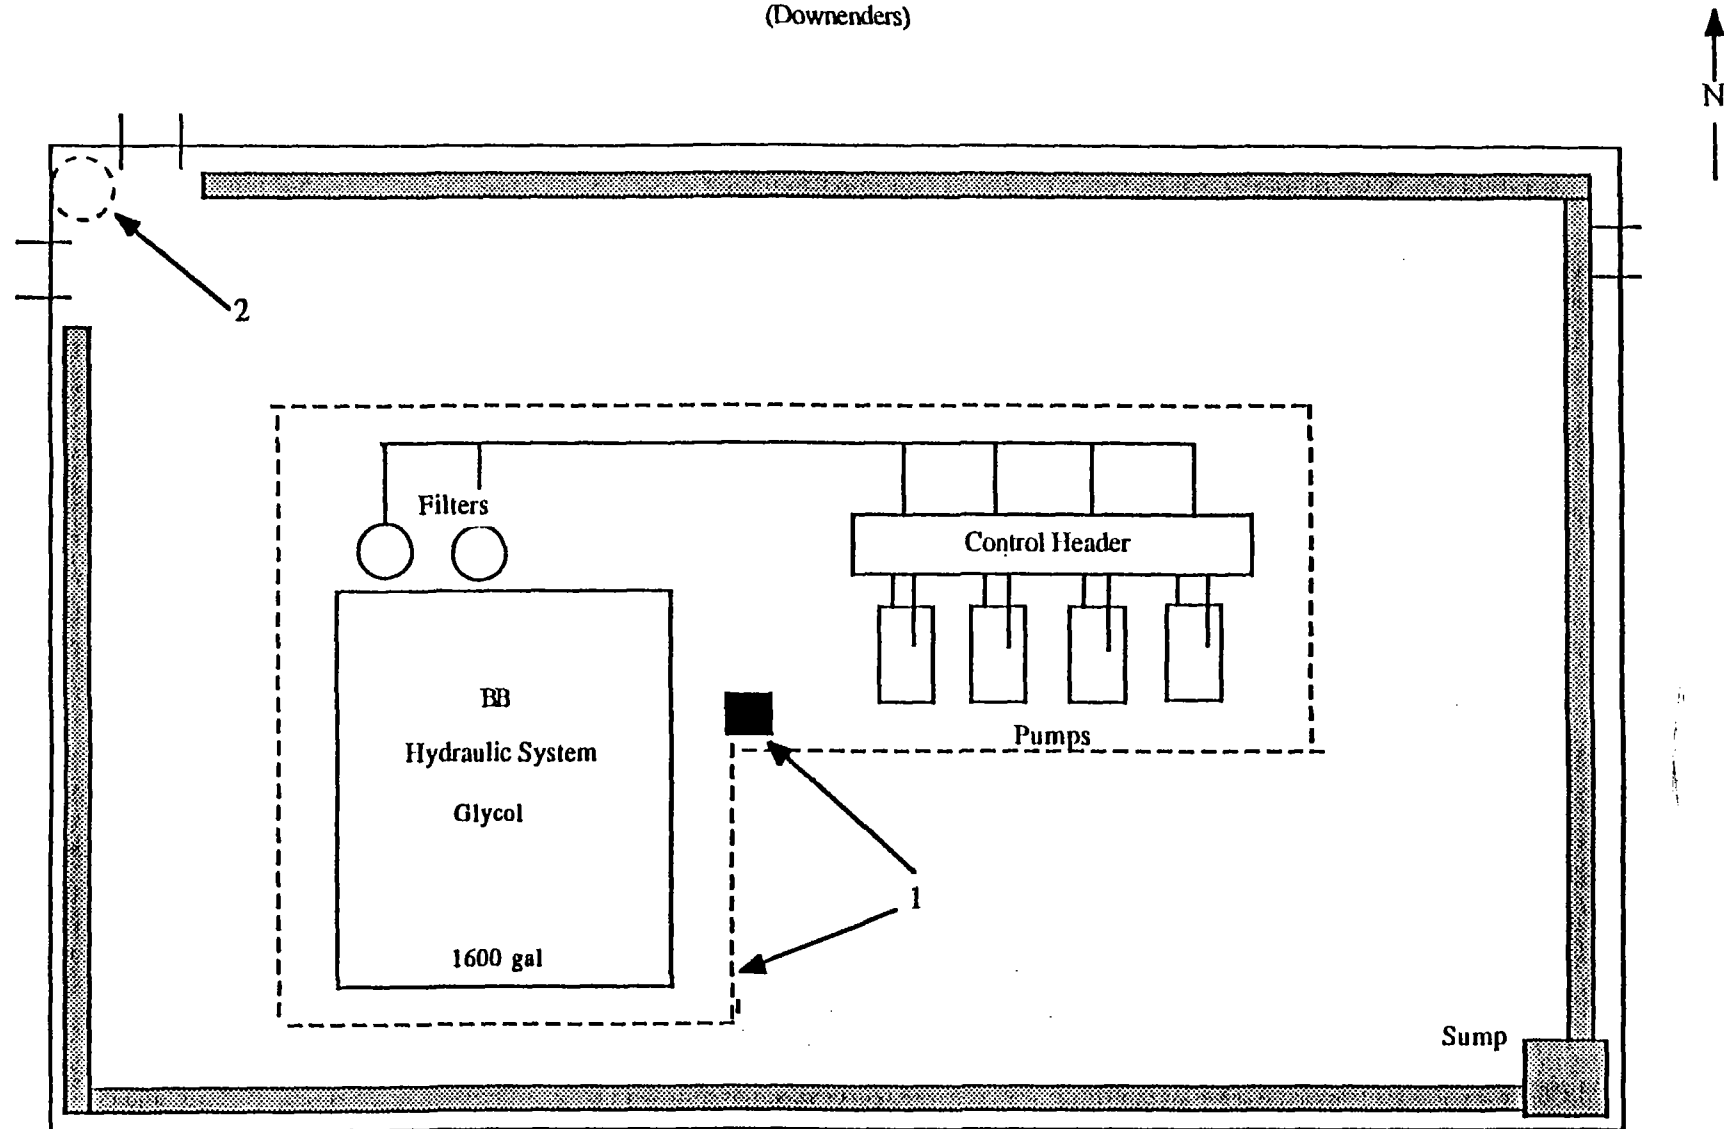 (Downenders)
N
2
Filters
Control Header
BB
Hydraulic System
Glycol
1600 gal
Pumps
1
Sump